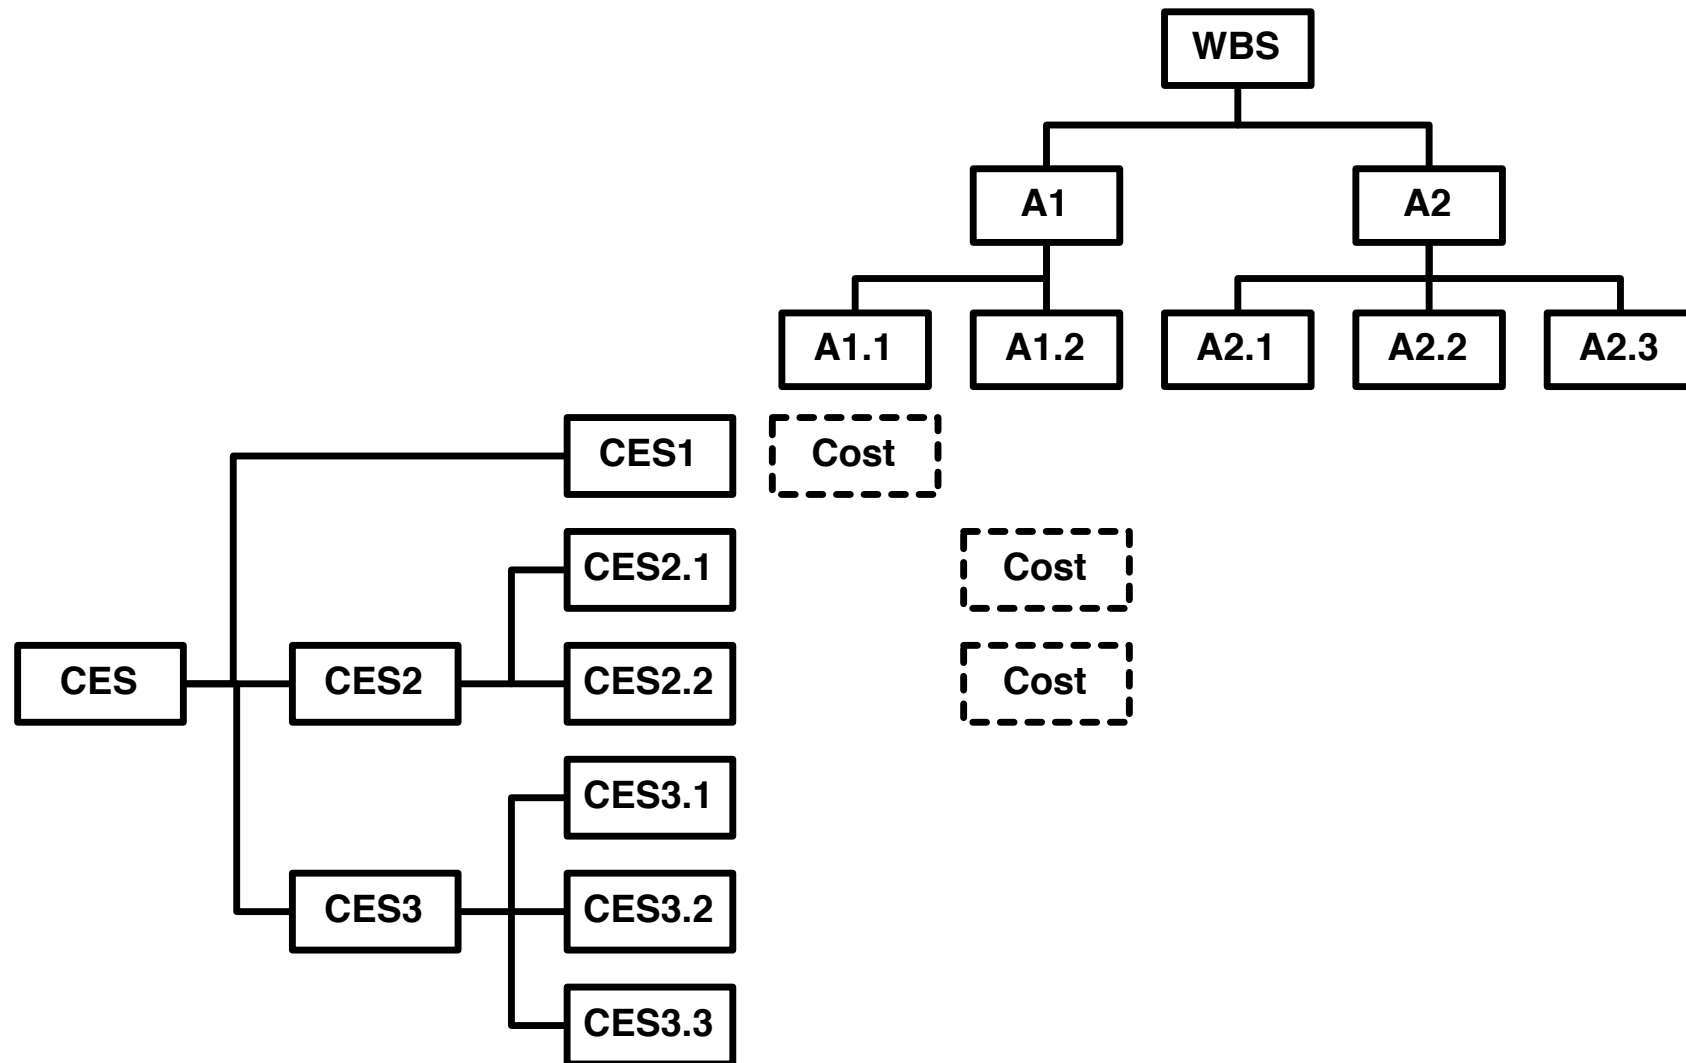 WBS
A1
A2
A1.1
A1.2
A2.1
A2.2
A2.3
CES1
Cost
CES2.1
Cost
CES
CES2
CES2.2
Cost
CES3.1
CES3
CES3.2
CES3.3